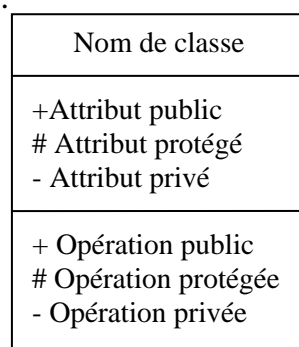 .
Nom de classe
+Attribut public
# Attribut protégé
- Attribut privé
+ Opération public
# Opération protégée
- Opération privée